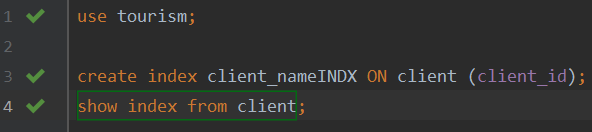 1 use tourism;
2
3 create index client_nameINDX ON client (client_id);
4 show index from client;